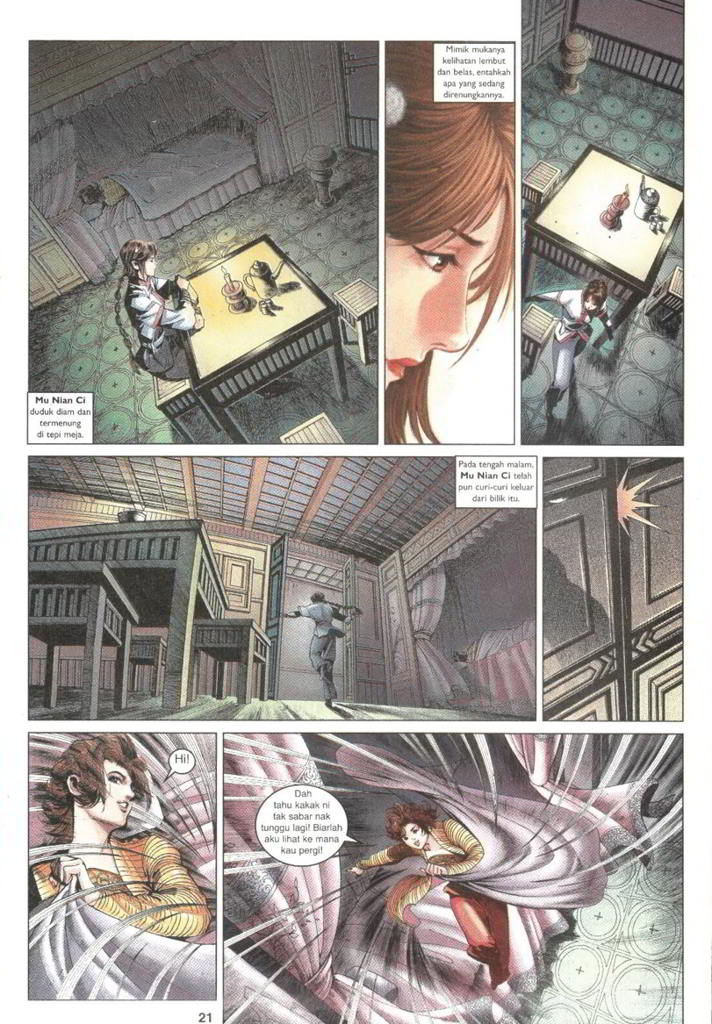 Mu Nian Ci
duduk diam dan
termenung
di tepi meja.
Mimik mukanya
kelihatan lembut
dan belas, entahkah
apa yang sedang
direnungkannya.
Pada tengah malam,
Mu Nian Ci telah
pun curi-curi keluar
dari bilik itu.
Hi!
Dah
tahu kakak ni
tak sabar nak
tunggu lagi! Biarlah
aku lihat ke mana
kau pergi!
21